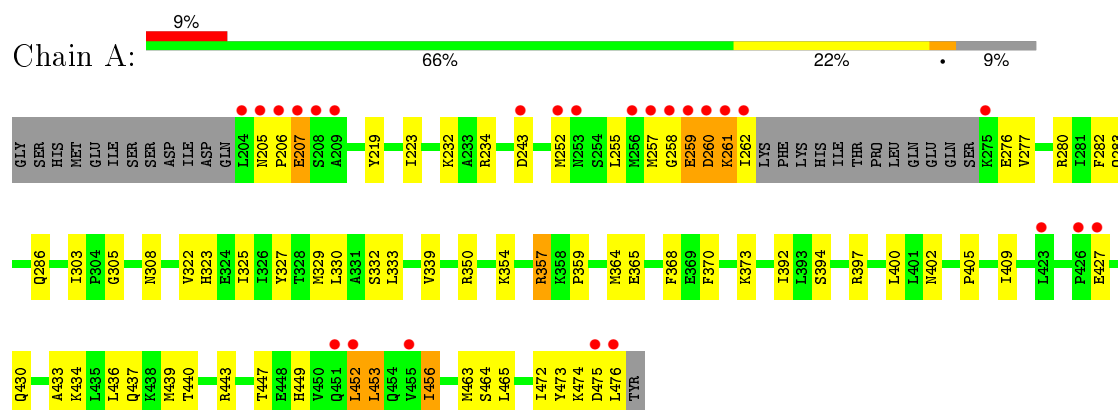 9%
Chain A:
66% 22% • 9%
GLY SER HIS MET GLU ILE SER SER ASP ILE ASP GLN L204 N205 P206 E207 S208 A209 Y219 I223 K232 A233 R234 D243 M252 N253 S254 L255 M256 M257 G258 E259 D260 K261 I262 LYS PHE LYS HIS ILE THR PRO LEU GLN GLU GLN SER K275 E276 V277 R280 I281 F282 Q283
Q286 I303 P304 G305 N308 V322 H323 E324 I325 I326 Y327 T328 M329 L330 A331 S332 L333 V339 R350 K354 R357 K358 P359 M364 E365 F368 E369 F370 K373 I392 L393 S394 R397 L400 L401 N402 P405 I409 L423 P426 E427
Q430 A433 K434 L435 L436 Q437 K438 M439 T440 R443 T447 E448 H449 V450 Q451 L452 L453 Q454 V455 I456 M463 S464 L465 I472 Y473 K474 D475 L476 TYR